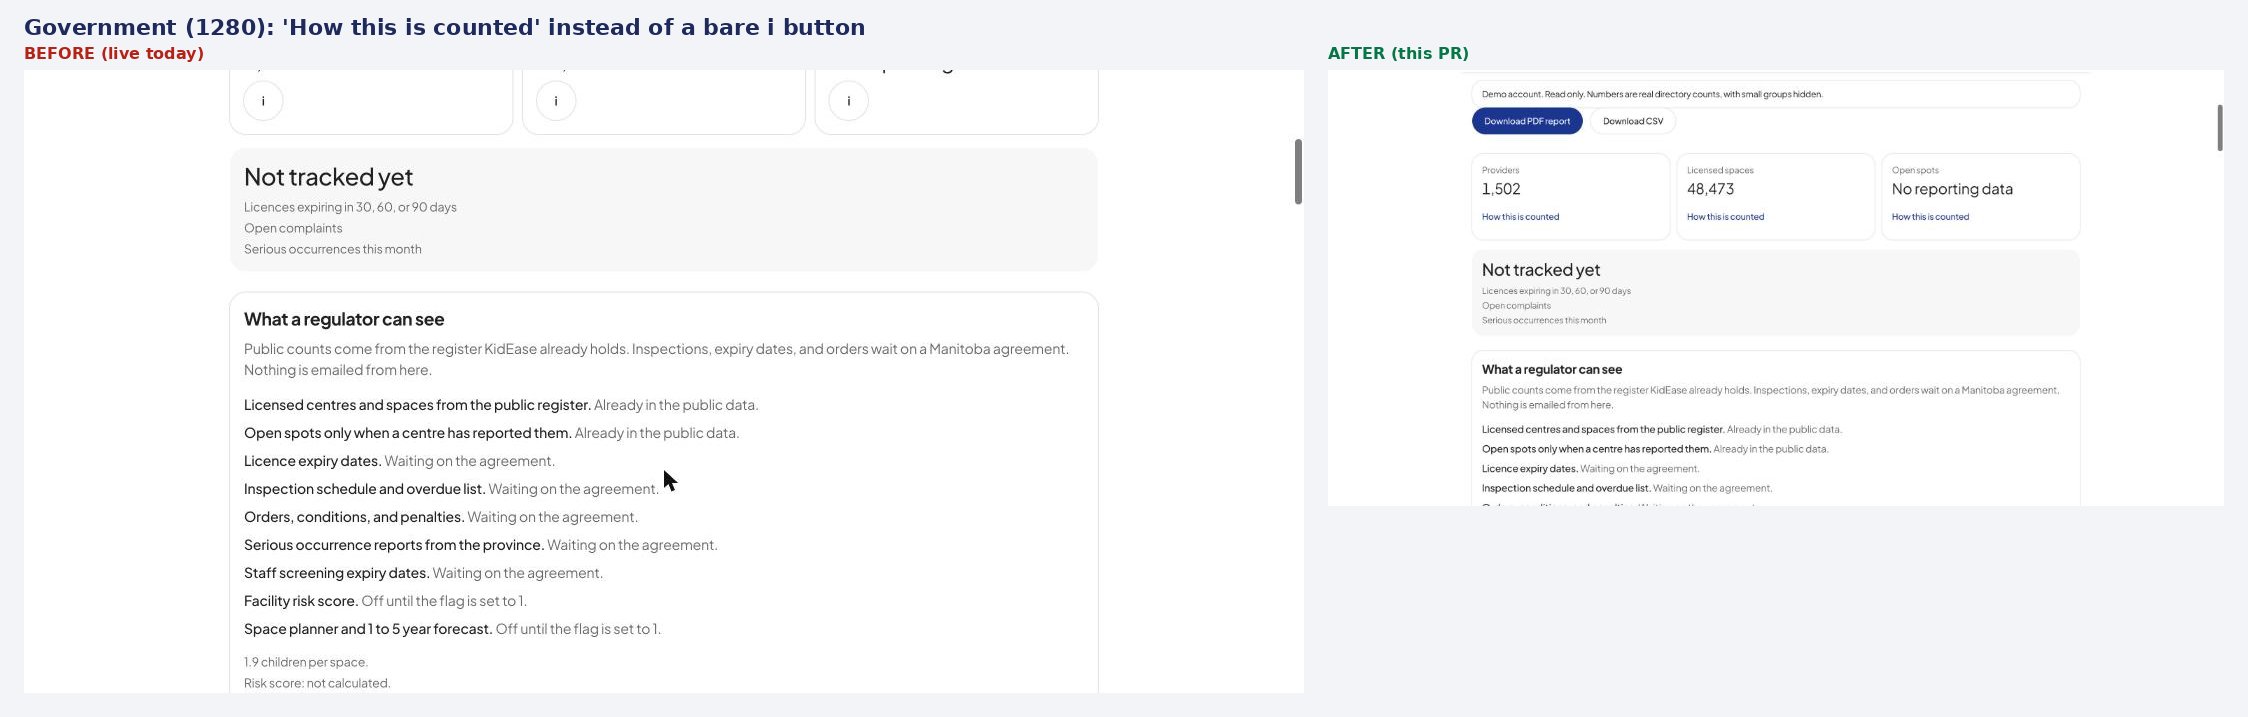 Government (1280): 'How this is counted' instead of a bare i button
BEFORE (live today)
i
i
i
Not tracked yet
Licences expiring in 30, 60, or 90 days
Open complaints
Serious occurrences this month
What a regulator can see
Public counts come from the register KidEase already holds. Inspections, expiry dates, and orders wait on a Manitoba agreement.
Nothing is emailed from here.
Licensed centres and spaces from the public register. Already in the public data.
Open spots only when a centre has reported them. Already in the public data.
Licence expiry dates. Waiting on the agreement.
Inspection schedule and overdue list. Waiting on the agreement.
Orders, conditions, and penalties. Waiting on the agreement.
Serious occurrence reports from the province. Waiting on the agreement.
Staff screening expiry dates. Waiting on the agreement.
Facility risk score. Off until the flag is set to 1.
Space planner and 1 to 5 year forecast. Off until the flag is set to 1.
1.9 children per space.
Risk score: not calculated.
AFTER (this PR)
Demo account. Read only. Numbers are real directory counts, with small groups hidden.
Download PDF report
Download CSV
Providers
1,502
How this is counted
Licensed spaces
48,473
How this is counted
Open spots
No reporting data
How this is counted
Not tracked yet
Licences expiring in 30, 60, or 90 days
Open complaints
Serious occurrences this month
What a regulator can see
Public counts come from the register KidEase already holds. Inspections, expiry dates, and orders wait on a Manitoba agreement.
Nothing is emailed from here.
Licensed centres and spaces from the public register. Already in the public data.
Open spots only when a centre has reported them. Already in the public data.
Licence expiry dates. Waiting on the agreement.
Inspection schedule and overdue list. Waiting on the agreement.